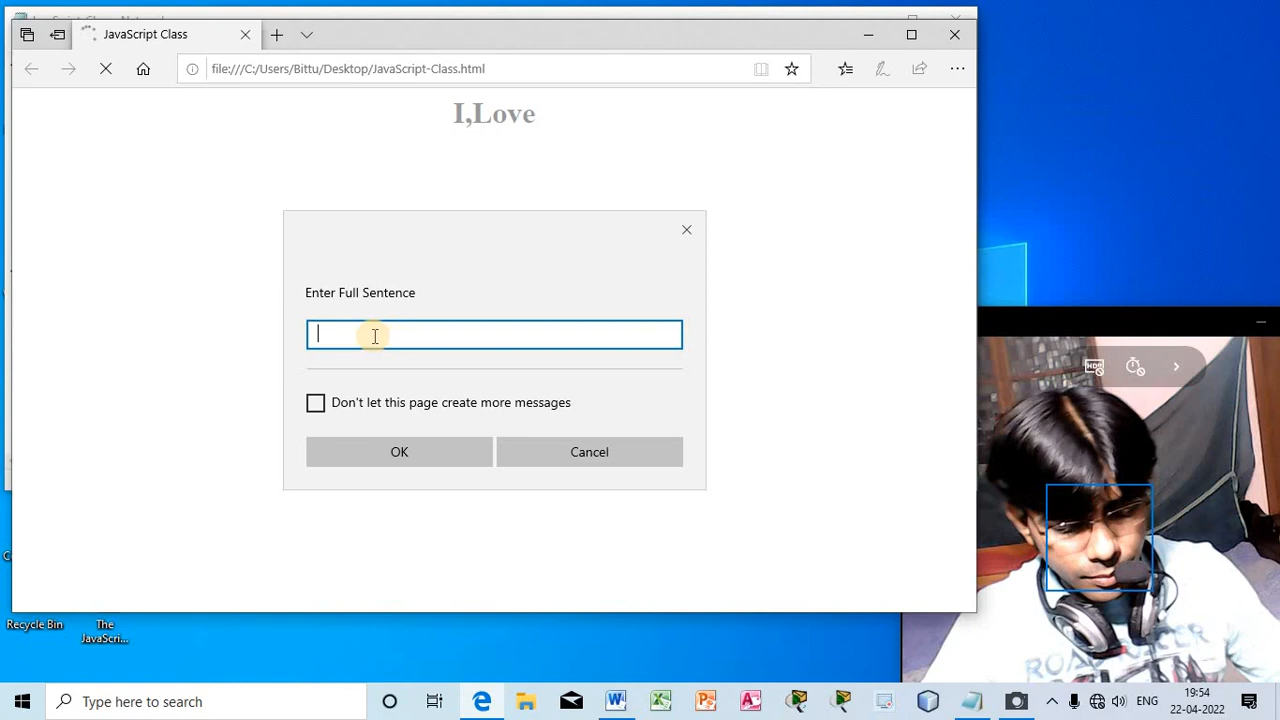 JavaScript Class
file:///C:/Users/Bittu/Desktop/JavaScript-Class.html
I,Love
Enter Full Sentence
Don't let this page create more messages
OK
Cancel
HDR
Recycle Bin
The
JavaScri...
Type here to search
ENG
19:54
22-04-2022